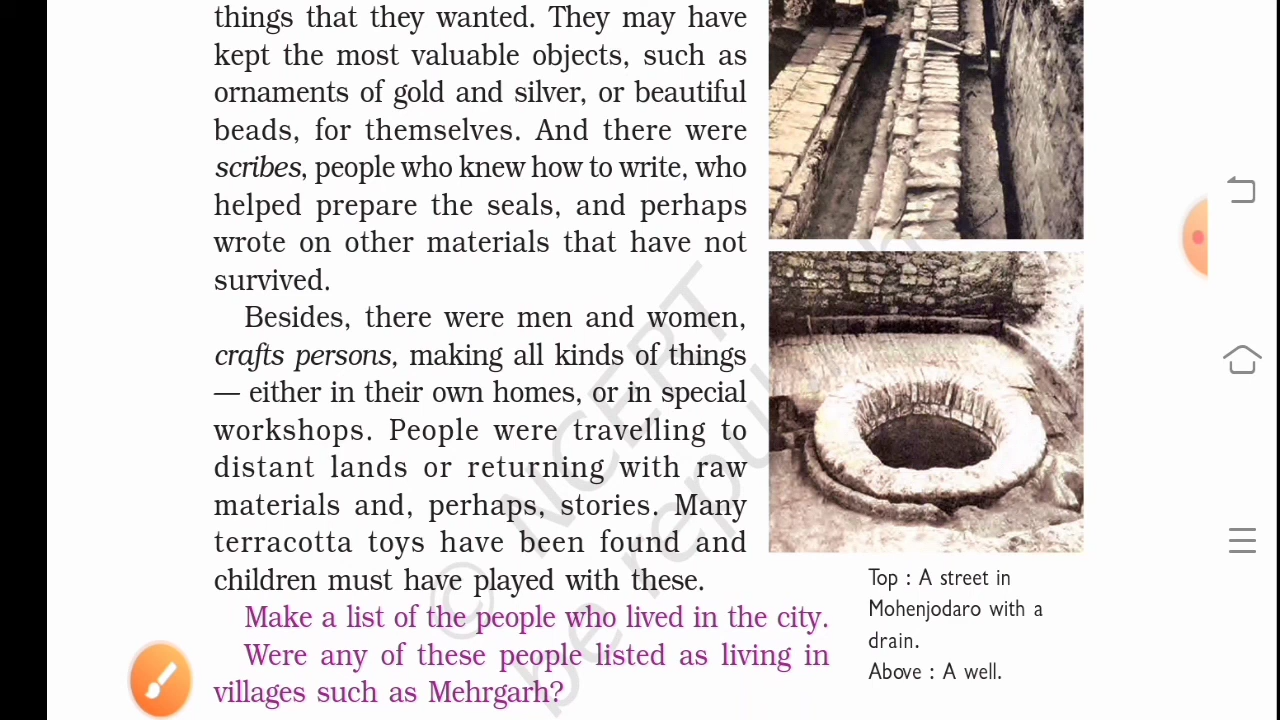 things that they wanted. They may have
kept the most valuable objects, such as
ornaments of gold and silver, or beautiful
beads, for themselves. And there were
scribes, people who knew how to write, who
helped prepare the seals, and perhaps
wrote on other materials that have not
survived.
Besides, there were men and women,
crafts persons, making all kinds of things
— either in their own homes, or in special
workshops. People were travelling to
distant lands or returning with raw
materials and, perhaps, stories. Many
terracotta toys have been found and
children must have played with these.
Make a list of the people who lived in the city.
Were any of these people listed as living in
villages such as Mehrgarh?
Top : A street in
Mohenjodaro with a
drain.
Above : A well.
© NCERT
be republish